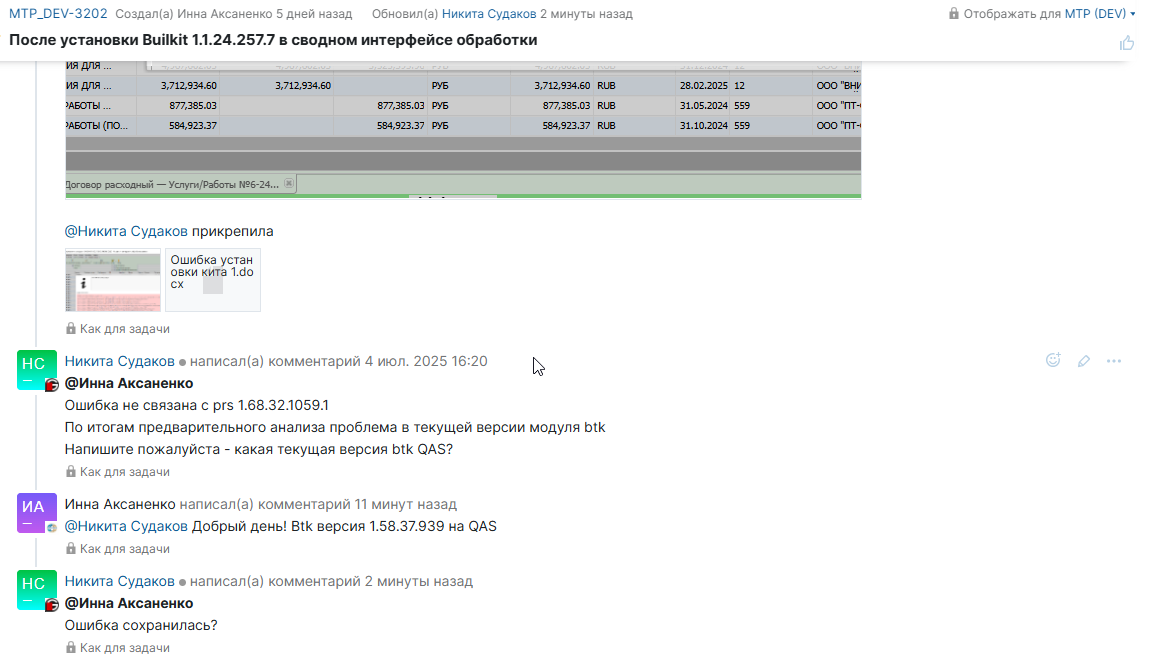 MTP_DEV-3202 Создал(а) Инна Аксаненко 5 дней назад Обновил(а) Никита Судаков 2 минуты назад Отображать для MTP (DEV)
После установки Builkit 1.1.24.257.7 в сводном интерфейсе обработки
ИЯ ДЛЯ ...
ИЯ ДЛЯ ... 3,712,934.60 3,712,934.60 РУБ 3,712,934.60 RUB 28.02.2025 12 ООО "ВНИ
РАБОТЫ ... 877,385.03 877,385.03 РУБ 877,385.03 RUB 31.05.2024 559 ООО "ПТ-
РАБОТЫ (ПО... 584,923.37 584,923.37 РУБ 584,923.37 RUB 31.10.2024 559 ООО "ПТ-
Договор расходный — Услуги/Работы №6-24...
@Никита Судаков прикрепила
Ошибка устан
овки кита 1.do
cx
Как для задачи
НС
Никита Судаков написал(а) комментарий 4 июл. 2025 16:20
@Инна Аксаненко
Ошибка не связана с prs 1.68.32.1059.1
По итогам предварительного анализа проблема в текущей версии модуля btk
Напишите пожалуйста - какая текущая версия btk QAS?
Как для задачи
ИА
Инна Аксаненко написал(а) комментарий 11 минут назад
@Никита Судаков Добрый день! Btk версия 1.58.37.939 на QAS
Как для задачи
НС
Никита Судаков написал(а) комментарий 2 минуты назад
@Инна Аксаненко
Ошибка сохранилась?
Как для задачи